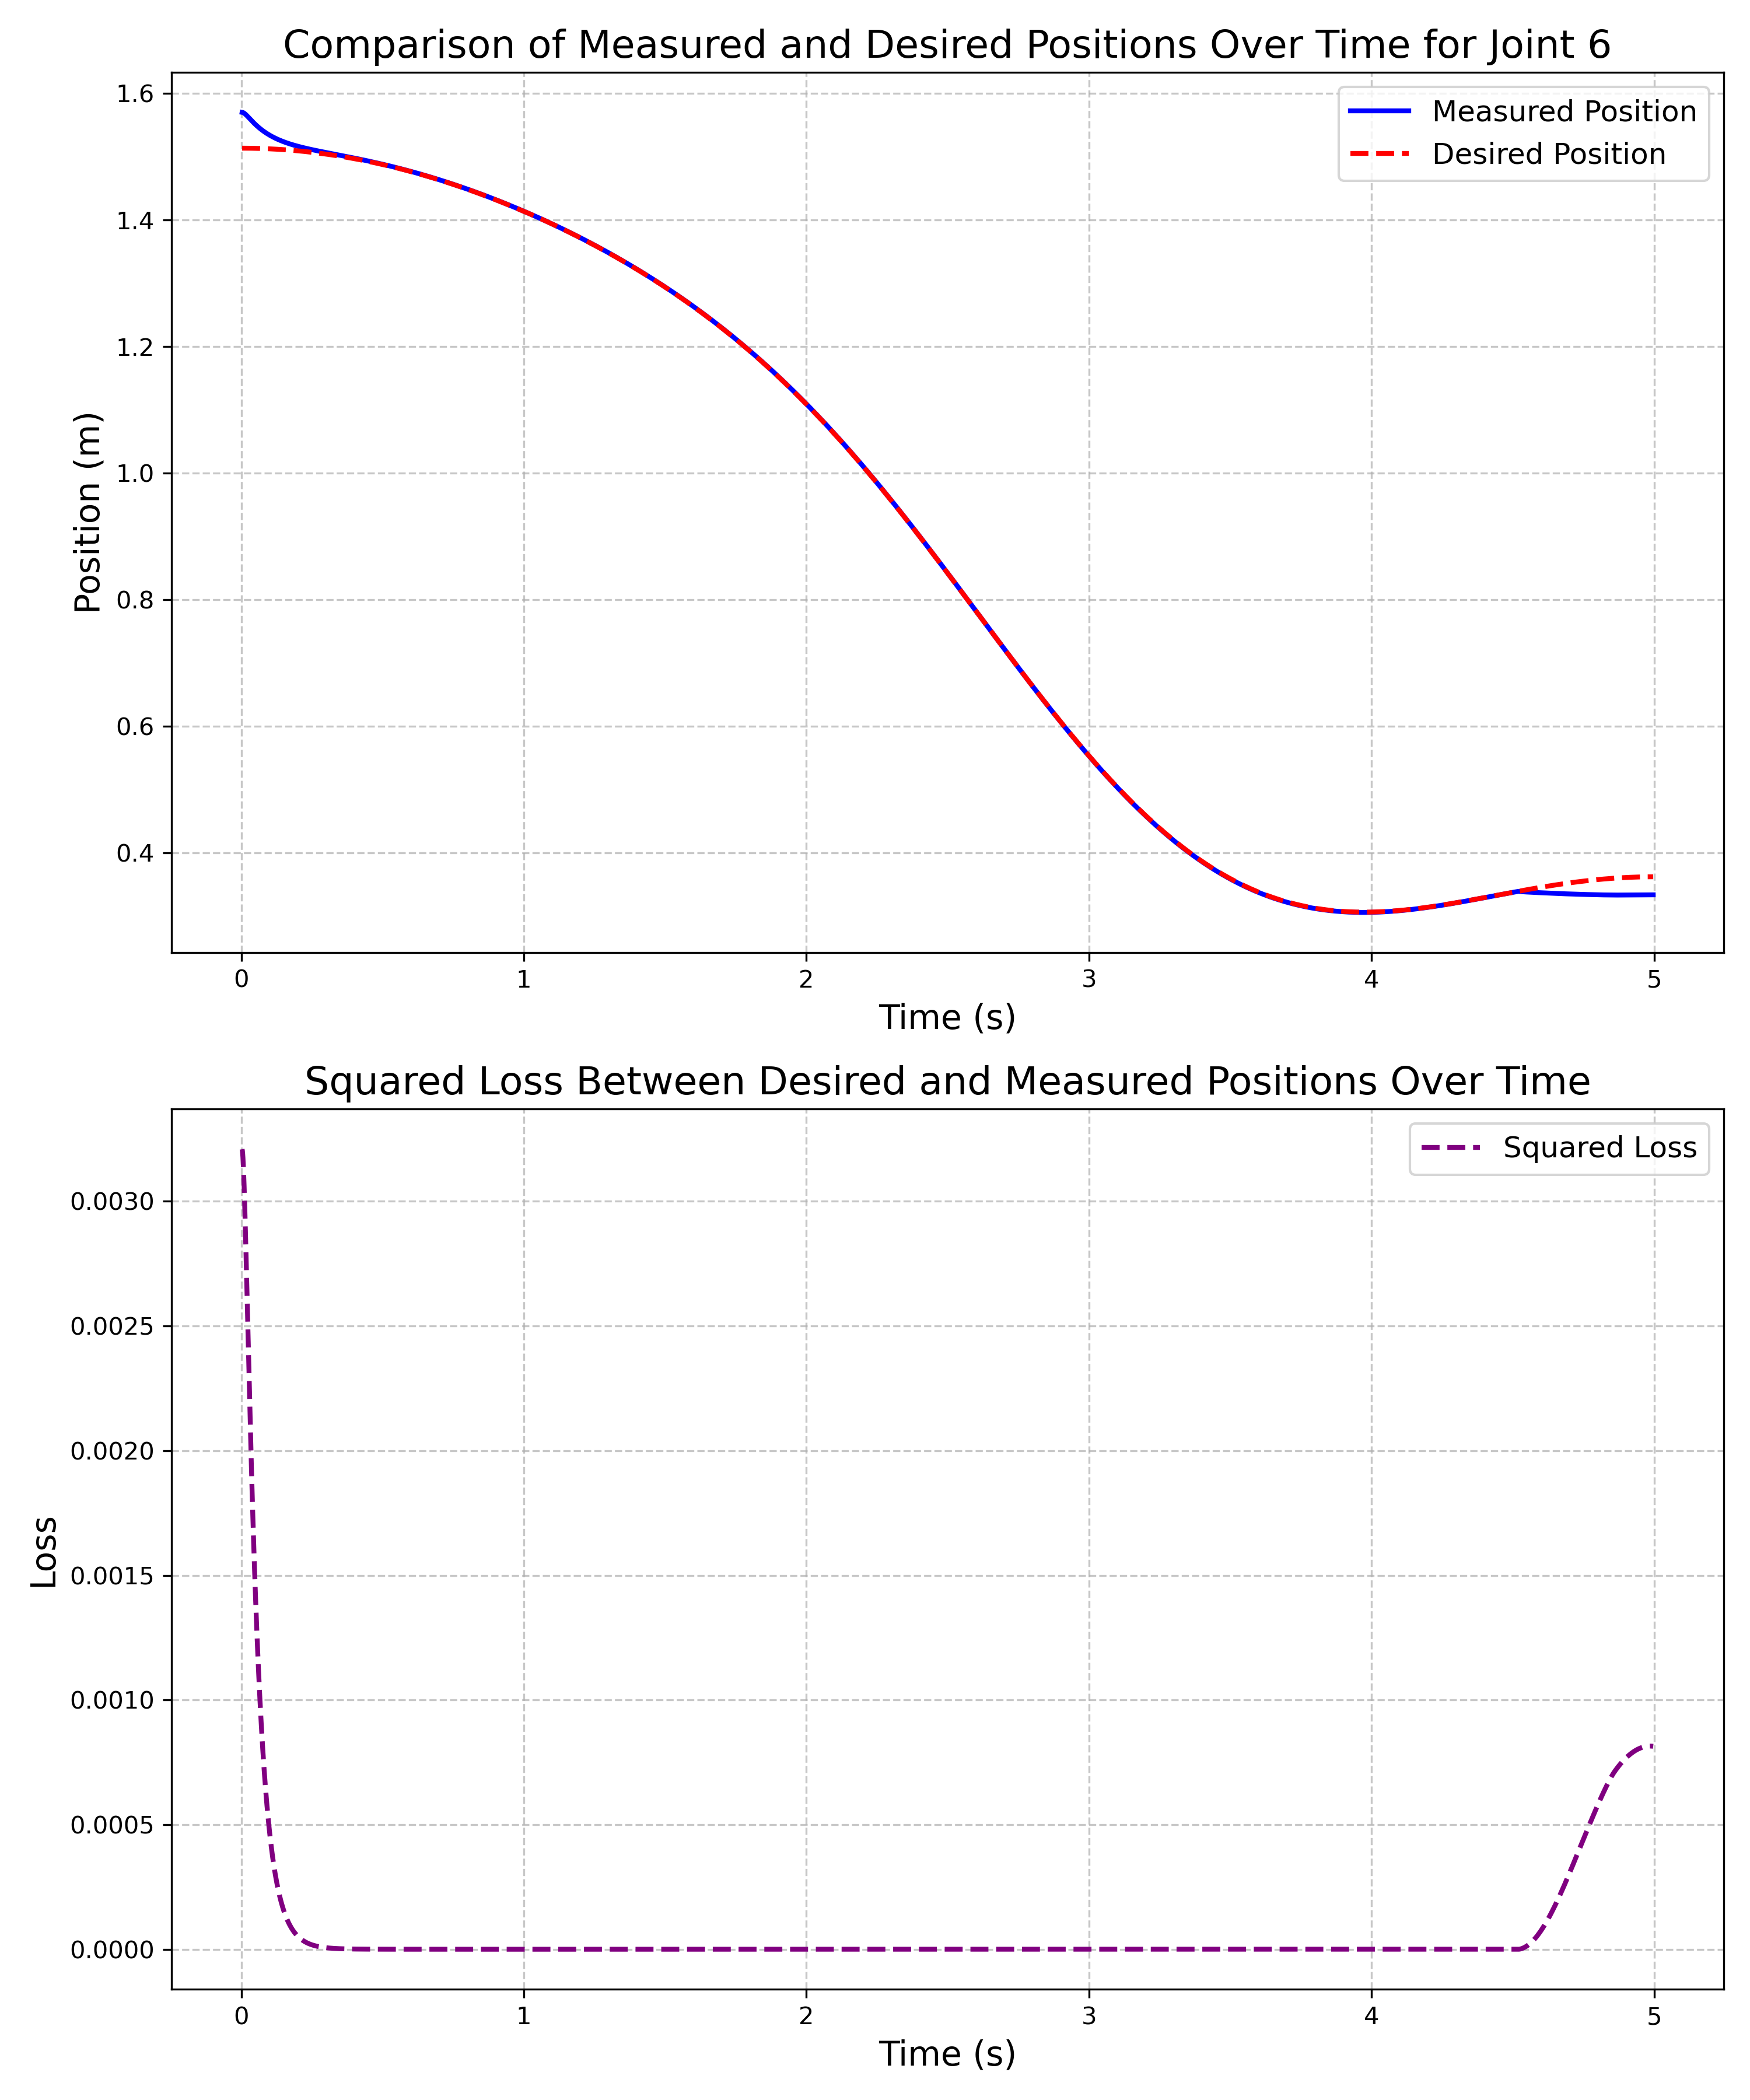 Comparison of Measured and Desired Positions Over Time for Joint 6
Measured Position
Desired Position
Position (m)
1.6
1.4
1.2
1.0
0.8
0.6
0.4
0 1 2 3 4 5
Time (s)
Squared Loss Between Desired and Measured Positions Over Time
Squared Loss
Loss
0.0030
0.0025
0.0020
0.0015
0.0010
0.0005
0.0000
0 1 2 3 4 5
Time (s)